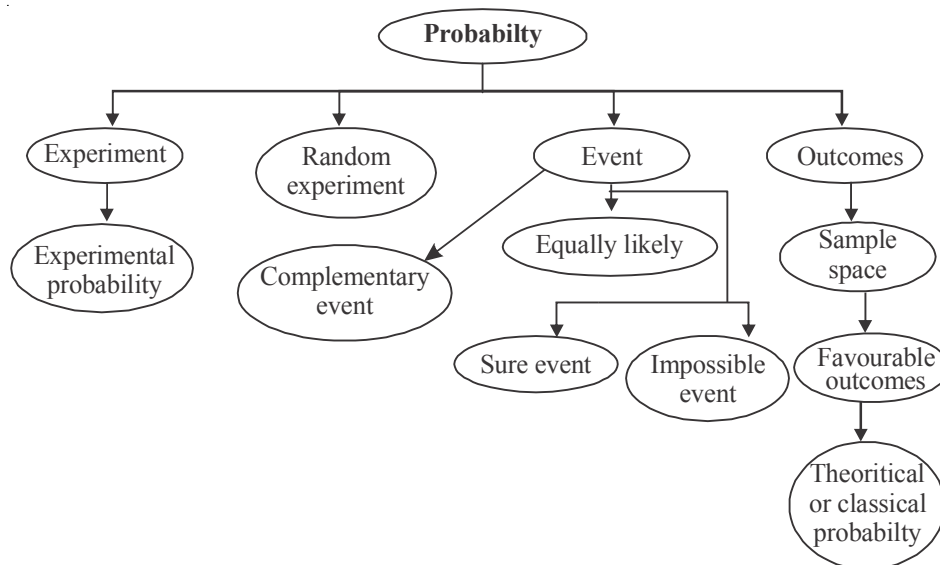 Probabilty
Experiment
Random
experiment
Event
Outcomes
Experimental
probability
Complementary
event
Equally likely
Sample
space
Sure event
Impossible
event
Favourable
outcomes
Theoritical
or classical
probabilty